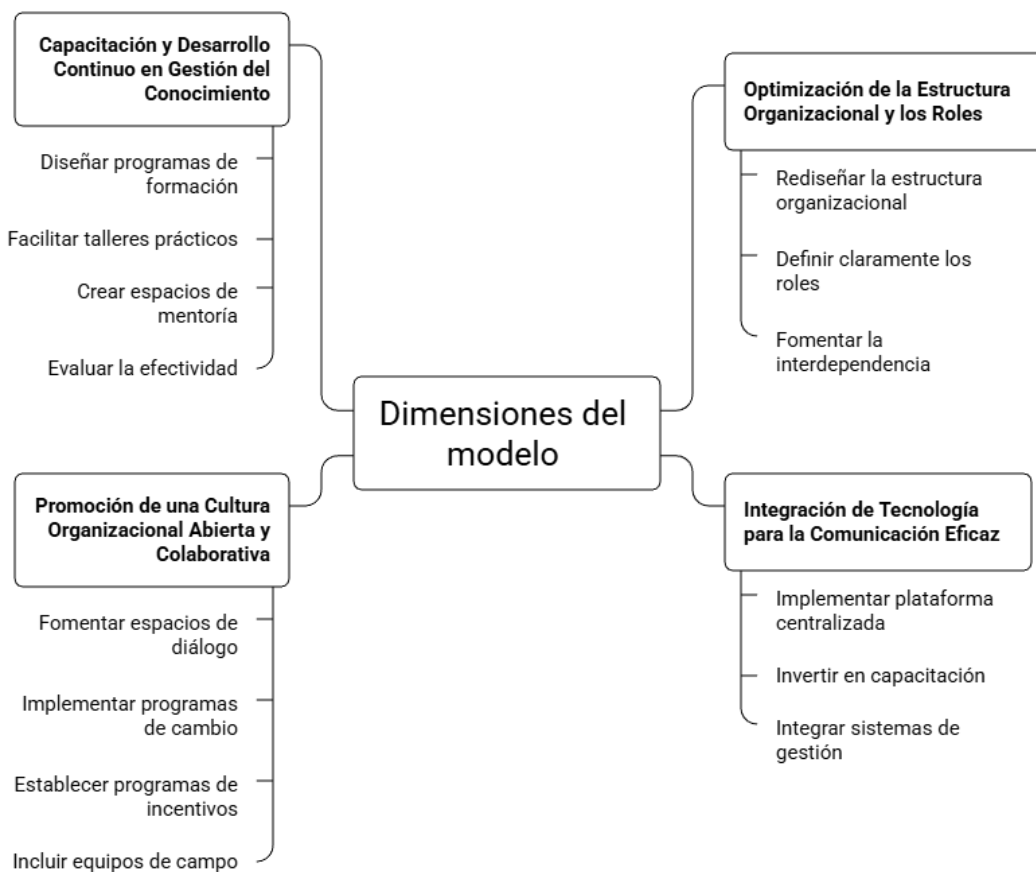 Capacitación y Desarrollo
Continuo en Gestión del
Conocimiento
Diseñar programas de
formación
Facilitar talleres prácticos
Crear espacios de
mentoría
Evaluar la efectividad
Optimización de la Estructura
Organizacional y los Roles
Rediseñar la estructura
organizacional
Definir claramente los
roles
Fomentar la
interdependencia
Dimensiones del
modelo
Promoción de una Cultura
Organizacional Abierta y
Colaborativa
Fomentar espacios de
diálogo
Implementar programas
de cambio
Establecer programas de
incentivos
Incluir equipos de campo
Integración de Tecnología
para la Comunicación Eficaz
Implementar plataforma
centralizada
Invertir en capacitación
Integrar sistemas de
gestión